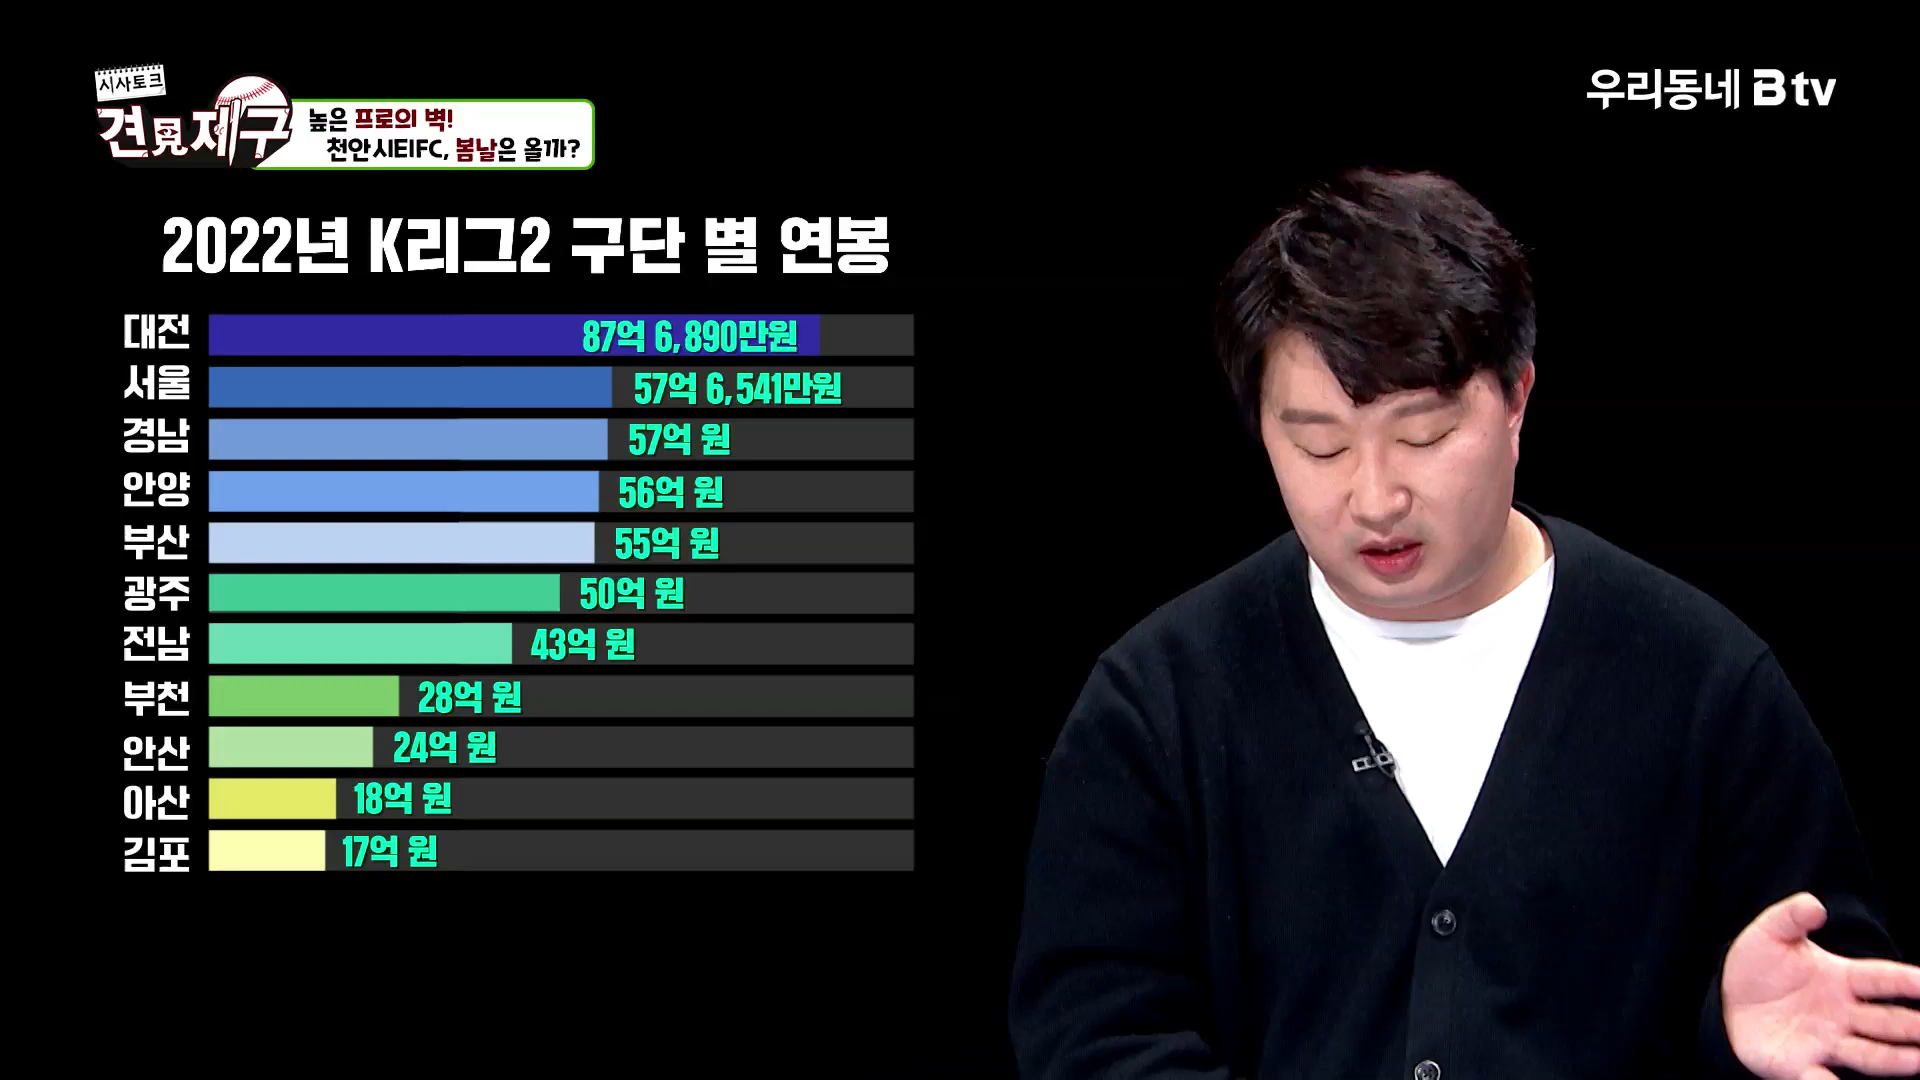 시사토크
견見제구
높은 프로의 벽!
천안시티FC, 봄날은 올까?
우리동네 B tv
2022년 K리그2 구단 별 연봉
대전 87억 6,890만원
서울 57억 6,541만원
경남 57억 원
안양 56억 원
부산 55억 원
광주 50억 원
전남 43억 원
부천 28억 원
안산 24억 원
아산 18억 원
김포 17억 원